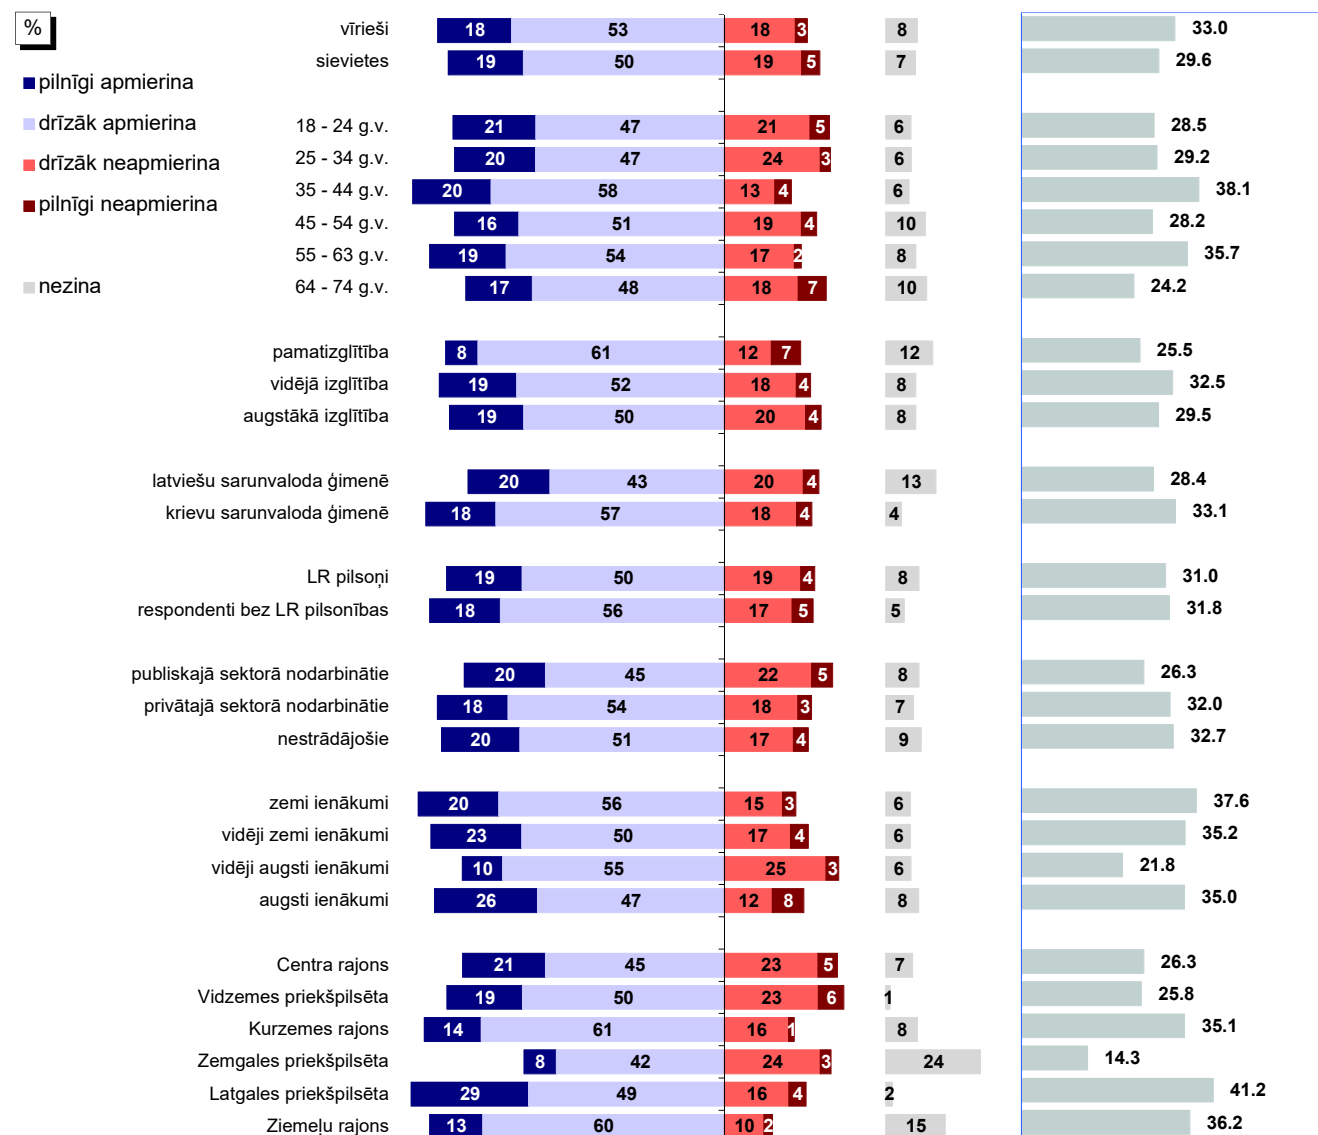 %
pilnīgi apmierina
drīzāk apmierina
drīzāk neapmierina
pilnīgi neapmierina
nezina
vīrieši 18 53 18 3 8 33.0
sievietes 19 50 19 5 7 29.6
18 - 24 g.v. 21 47 21 5 6 28.5
25 - 34 g.v. 20 47 24 3 6 29.2
35 - 44 g.v. 20 58 13 4 6 38.1
45 - 54 g.v. 16 51 19 4 10 28.2
55 - 63 g.v. 19 54 17 2 8 35.7
64 - 74 g.v. 17 48 18 7 10 24.2
pamatizglītība 8 61 12 7 12 25.5
vidējā izglītība 19 52 18 4 8 32.5
augstākā izglītība 19 50 20 4 8 29.5
latviešu sarunvaloda ģimenē 20 43 20 4 13 28.4
krievu sarunvaloda ģimenē 18 57 18 4 4 33.1
LR pilsoņi 19 50 19 4 8 31.0
respondenti bez LR pilsonības 18 56 17 5 5 31.8
publiskajā sektorā nodarbinātie 20 45 22 5 8 26.3
privātajā sektorā nodarbinātie 18 54 18 3 7 32.0
nestrādājošie 20 51 17 4 9 32.7
zemi ienākumi 20 56 15 3 6 37.6
vidēji zemi ienākumi 23 50 17 4 6 35.2
vidēji augsti ienākumi 10 55 25 3 6 21.8
augsti ienākumi 26 47 12 8 8 35.0
Centra rajons 21 45 23 5 7 26.3
Vidzemes priekšpilsēta 19 50 23 6 1 25.8
Kurzemes rajons 14 61 16 1 8 35.1
Zemgales priekšpilsēta 8 42 24 3 24 14.3
Latgales priekšpilsēta 29 49 16 4 2 41.2
Ziemeļu rajons 13 60 10 2 15 36.2